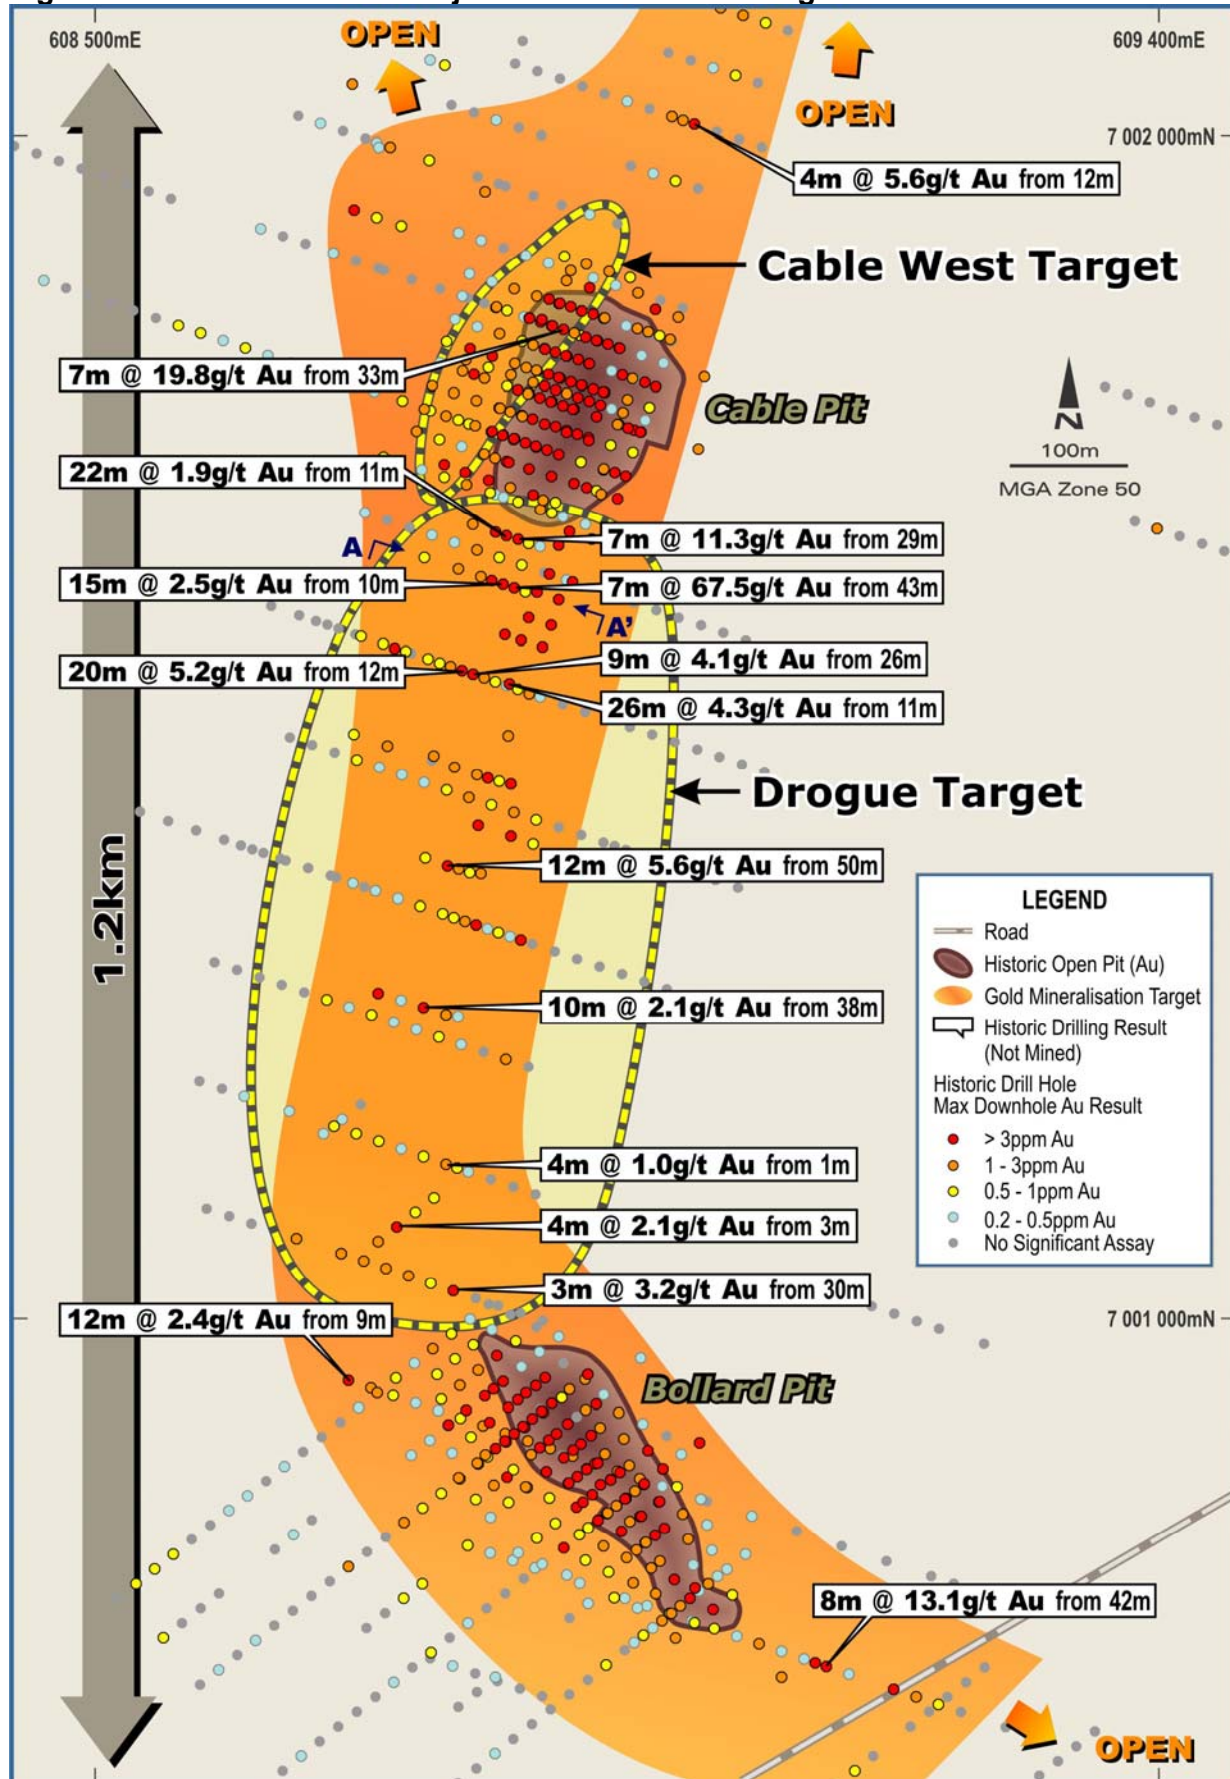 608 500mE
OPEN
609 400mE
OPEN
7 002 000mN
4m @ 5.6g/t Au from 12m
Cable West Target
7m @ 19.8g/t Au from 33m
Cable Pit
N
100m
MGA Zone 50
22m @ 1.9g/t Au from 11m
7m @ 11.3g/t Au from 29m
A
15m @ 2.5g/t Au from 10m
7m @ 67.5g/t Au from 43m
A'
9m @ 4.1g/t Au from 26m
20m @ 5.2g/t Au from 12m
26m @ 4.3g/t Au from 11m
Drogue Target
1.2km
12m @ 5.6g/t Au from 50m
10m @ 2.1g/t Au from 38m
4m @ 1.0g/t Au from 1m
4m @ 2.1g/t Au from 3m
3m @ 3.2g/t Au from 30m
LEGEND
Road
Historic Open Pit (Au)
Gold Mineralisation Target
Historic Drilling Result
(Not Mined)
Historic Drill Hole
Max Downhole Au Result
> 3ppm Au
1 - 3ppm Au
0.5 - 1ppm Au
0.2 - 0.5ppm Au
No Significant Assay
12m @ 2.4g/t Au from 9m
7 001 000mN
Bollard Pit
8m @ 13.1g/t Au from 42m
OPEN